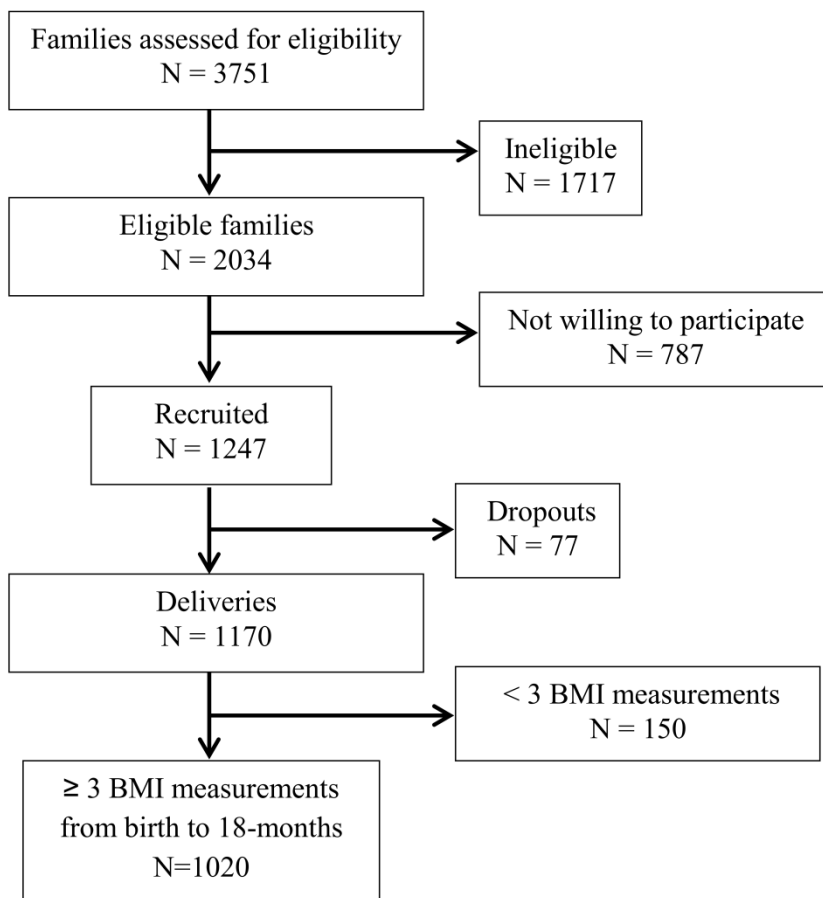 Families assessed for eligibility
N = 3751
Ineligible
N = 1717
Eligible families
N = 2034
Not willing to participate
N = 787
Recruited
N = 1247
Dropouts
N = 77
Deliveries
N = 1170
< 3 BMI measurements
N = 150
≥ 3 BMI measurements
from birth to 18-months
N=1020